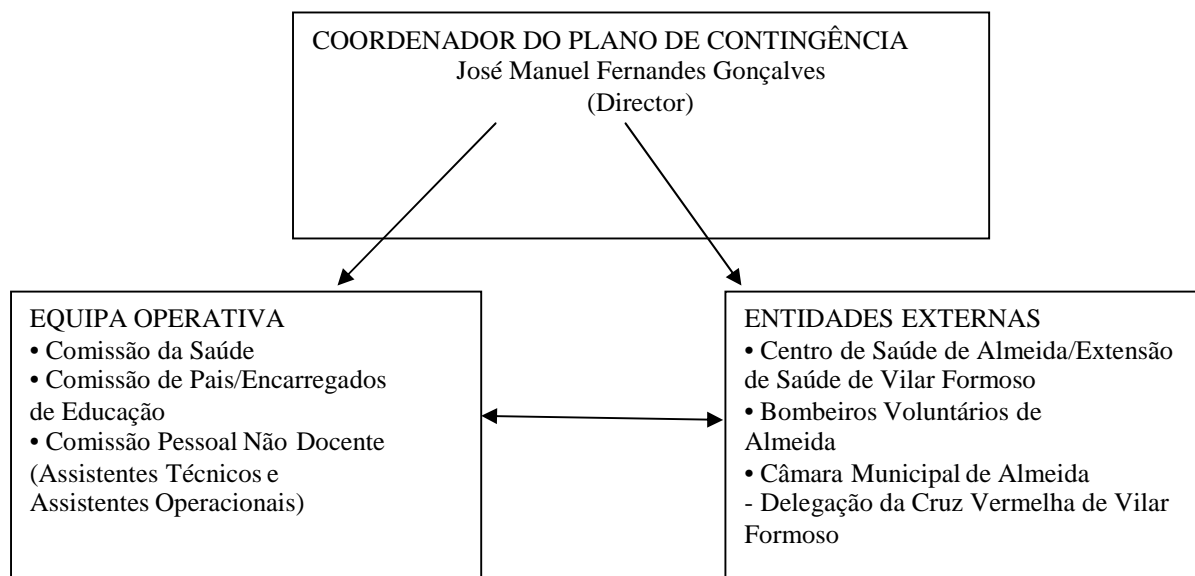 COORDENADOR DO PLANO DE CONTINGÊNCIA
José Manuel Fernandes Gonçalves
(Director)
EQUIPA OPERATIVA
• Comissão da Saúde
• Comissão de Pais/Encarregados
de Educação
• Comissão Pessoal Não Docente
(Assistentes Técnicos e
Assistentes Operacionais)
ENTIDADES EXTERNAS
• Centro de Saúde de Almeida/Extensão
de Saúde de Vilar Formoso
• Bombeiros Voluntários de
Almeida
• Câmara Municipal de Almeida
- Delegação da Cruz Vermelha de Vilar
Formoso